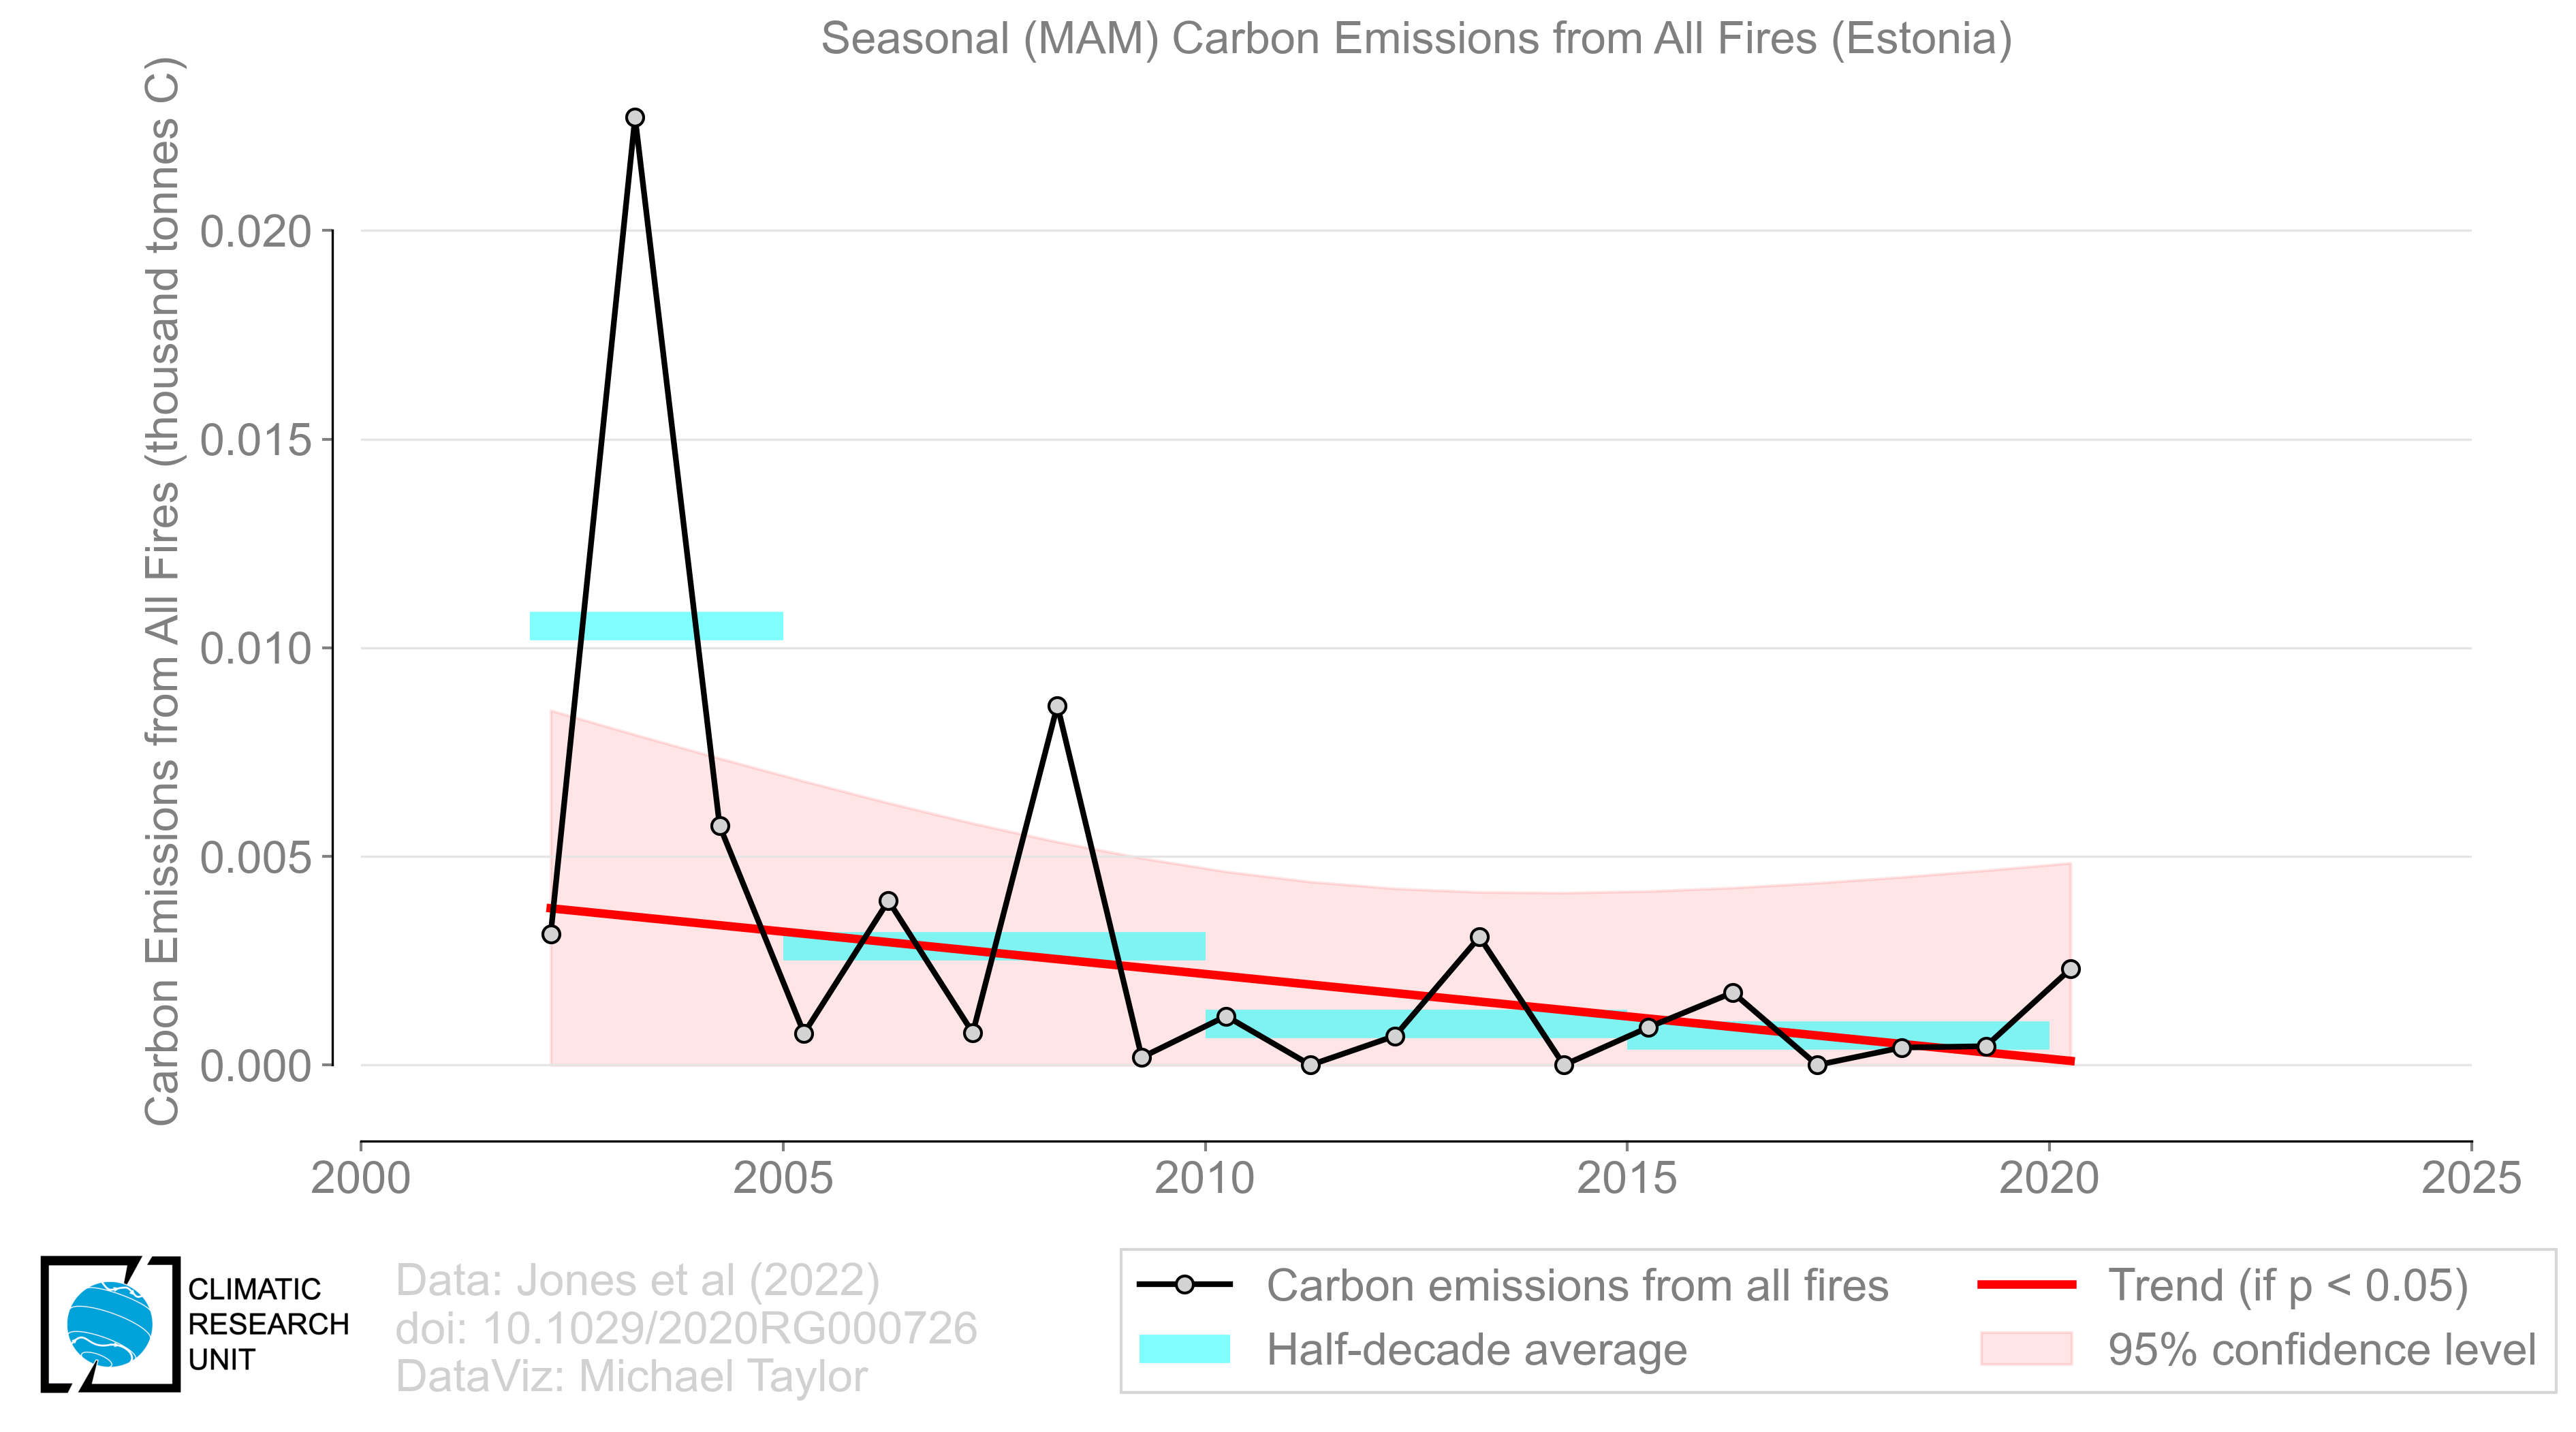 Seasonal (MAM) Carbon Emissions from All Fires (Estonia)
Carbon Emissions from All Fires (thousand tonnes C)
0.020
0.015
0.010
0.005
0.000
2000 2005 2010 2015 2020 2025
CLIMATIC
RESEARCH
UNIT
Data: Jones et al (2022)
doi: 10.1029/2020RG000726
DataViz: Michael Taylor
Carbon emissions from all fires
Half-decade average
Trend (if p < 0.05)
95% confidence level